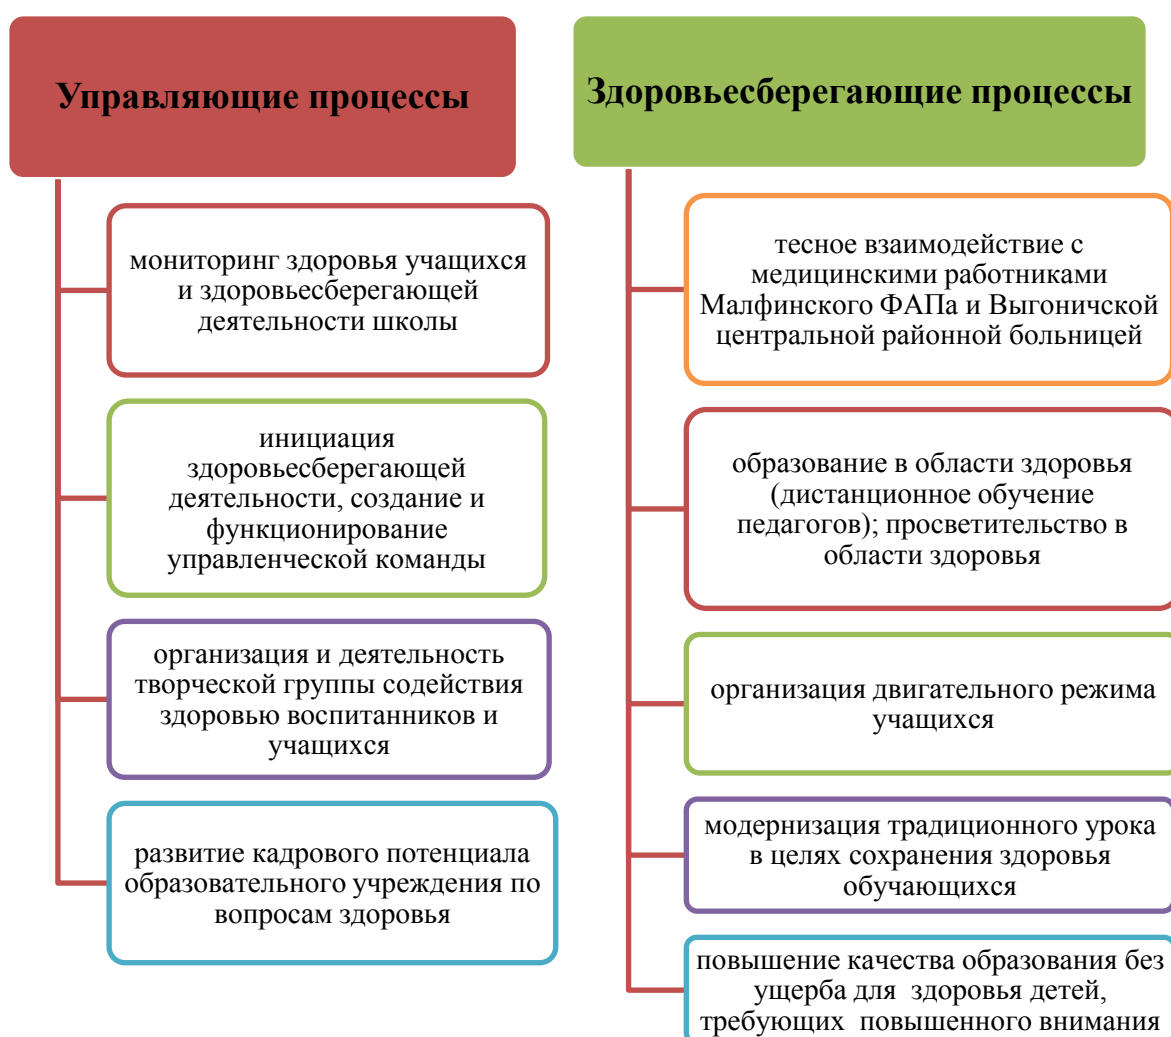 Управляющие процессы
мониторинг здоровья учащихся
и здоровьесберегающей
деятельности школы
инициация
здоровьесберегающей
деятельности, создание и
функционирование
управленческой команды
организация и деятельность
творческой группы содействия
здоровью воспитанников и
учащихся
развитие кадрового потенциала
образовательного учреждения по
вопросам здоровья
Здоровьесберегающие процессы
тесное взаимодействие с
медицинскими работниками
Малфинского ФАПа и Выгоничской
центральной районной больницей
образование в области здоровья
(дистанционное обучение
педагогов); просветительство в
области здоровья
организация двигательного режима
учащихся
модернизация традиционного урока
в целях сохранения здоровья
обучающихся
повышение качества образования без
ущерба для  здоровья детей,
требующих  повышенного внимания